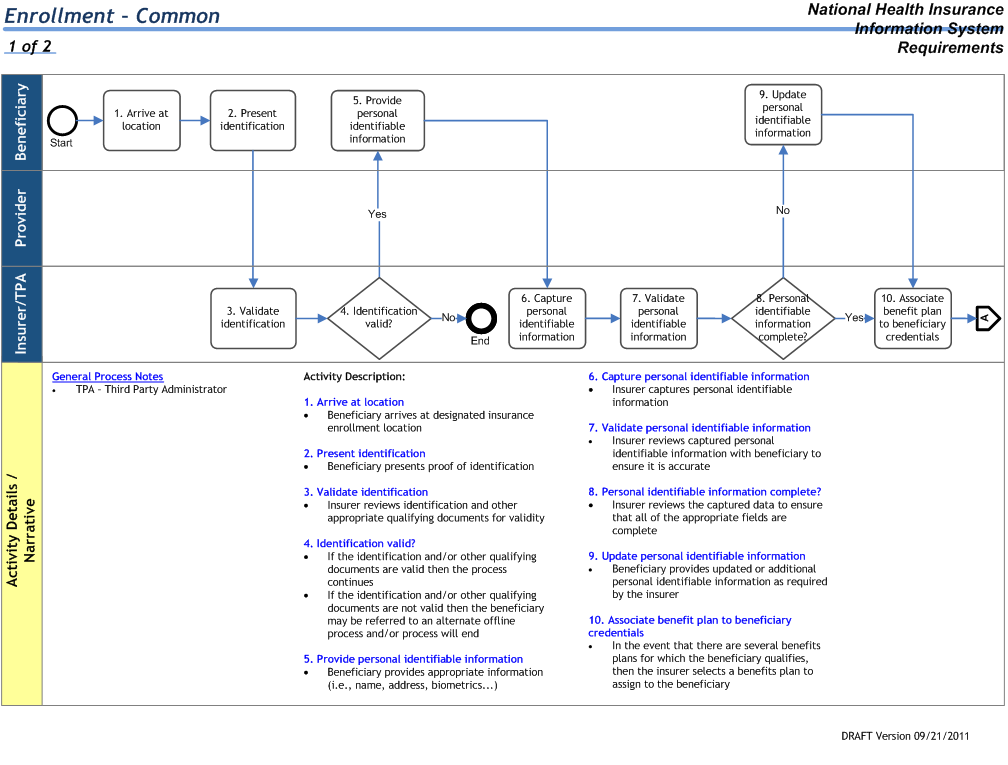 Enrollment – Common
National Health Insurance
Information System
Requirements
1 of 2
Beneficiary
Start
1. Arrive at
location
2. Present
identification
5. Provide
personal
identifiable
information
9. Update
personal
identifiable
information
Provider
Yes
No
Insurer/TPA
3. Validate
identification
4. Identification
valid?
No
End
6. Capture
personal
identifiable
information
7. Validate
personal
identifiable
information
8. Personal
identifiable
information
complete?
Yes
10. Associate
benefit plan
to beneficiary
credentials
A
Activity Details /
Narrative
General Process Notes
• TPA – Third Party Administrator
Activity Description:
1. Arrive at location
• Beneficiary arrives at designated insurance
enrollment location
2. Present identification
• Beneficiary presents proof of identification
3. Validate identification
• Insurer reviews identification and other
appropriate qualifying documents for validity
4. Identification valid?
• If the identification and/or other qualifying
documents are valid then the process
continues
• If the identification and/or other qualifying
documents are not valid then the beneficiary
may be referred to an alternate offline
process and/or process will end
5. Provide personal identifiable information
• Beneficiary provides appropriate information
(i.e., name, address, biometrics...)
6. Capture personal identifiable information
• Insurer captures personal identifiable
information
7. Validate personal identifiable information
• Insurer reviews captured personal
identifiable information with beneficiary to
ensure it is accurate
8. Personal identifiable information complete?
• Insurer reviews the captured data to ensure
that all of the appropriate fields are
complete
9. Update personal identifiable information
• Beneficiary provides updated or additional
personal identifiable information as required
by the insurer
10. Associate benefit plan to beneficiary
credentials
• In the event that there are several benefits
plans for which the beneficiary qualifies,
then the insurer selects a benefits plan to
assign to the beneficiary
DRAFT Version 09/21/2011